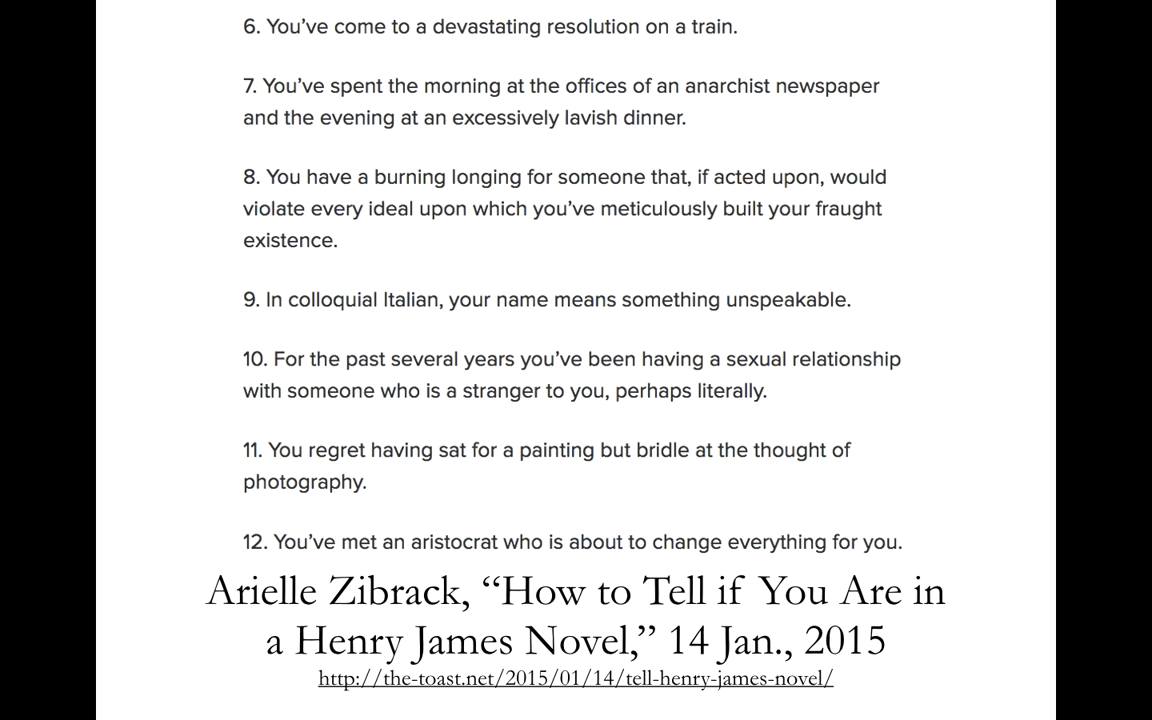 6. You’ve come to a devastating resolution on a train.
7. You’ve spent the morning at the offices of an anarchist newspaper
and the evening at an excessively lavish dinner.
8. You have a burning longing for someone that, if acted upon, would
violate every ideal upon which you’ve meticulously built your fraught
existence.
9. In colloquial Italian, your name means something unspeakable.
10. For the past several years you’ve been having a sexual relationship
with someone who is a stranger to you, perhaps literally.
11. You regret having sat for a painting but bridle at the thought of
photography.
12. You’ve met an aristocrat who is about to change everything for you.
Arielle Zibrack, “How to Tell if You Are in
a Henry James Novel,” 14 Jan., 2015
http://the-toast.net/2015/01/14/tell-henry-james-novel/